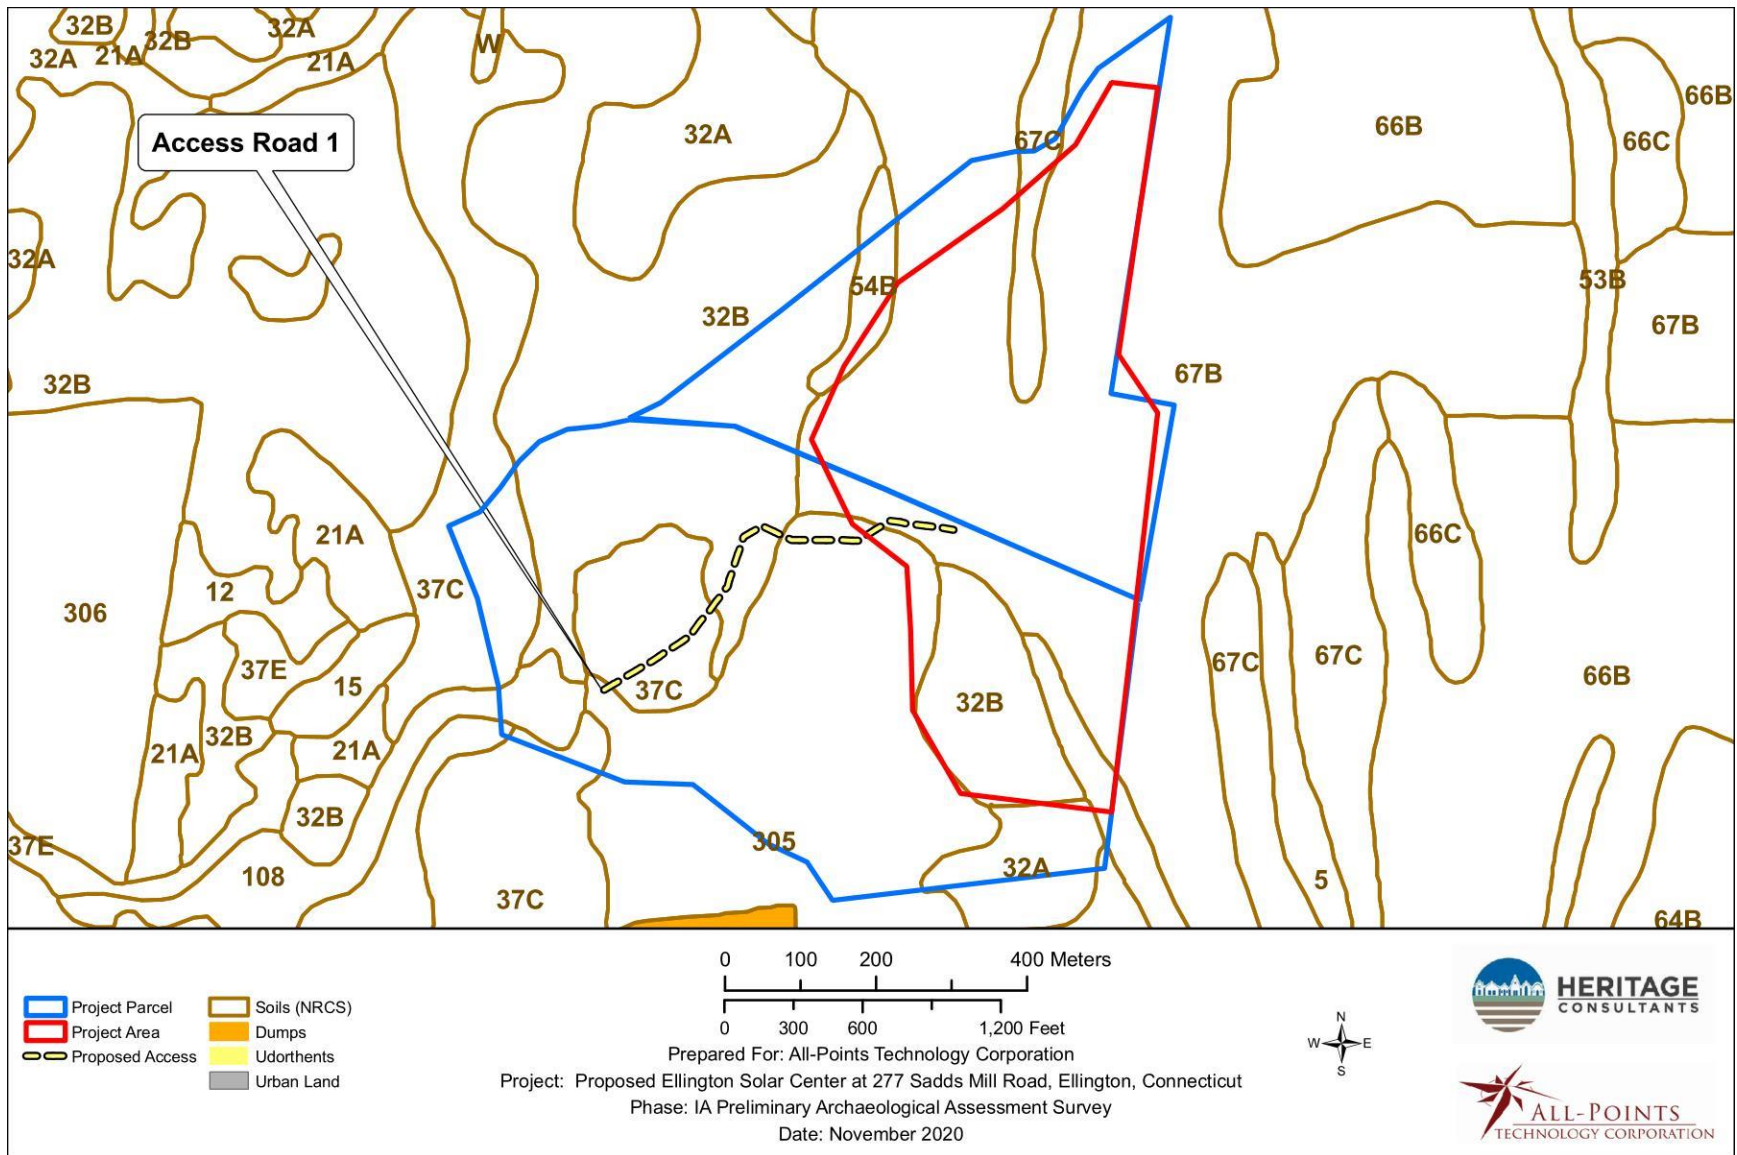 32B
32B
32A
32A
21A
21A
W
66B
32A
66B
67C
66C
Access Road 1
32A
54B
53B
32B
67B
67B
32B
21A
66C
12
37C
306
67C
67C
37E
15
37C
32B
66B
21A
32B
21A
32B
305
37E
108
32A
5
37C
64B
Project Parcel
Project Area
Proposed Access
Soils (NRCS)
Dumps
Udorthents
Urban Land
0 100 200 400 Meters
0 300 600 1,200 Feet
Prepared For: All-Points Technology Corporation
Project: Proposed Ellington Solar Center at 277 Sadds Mill Road, Ellington, Connecticut
Phase: IA Preliminary Archaeological Assessment Survey
Date: November 2020
N
W E
S
HERITAGE
CONSULTANTS
ALL-POINTS
TECHNOLOGY CORPORATION